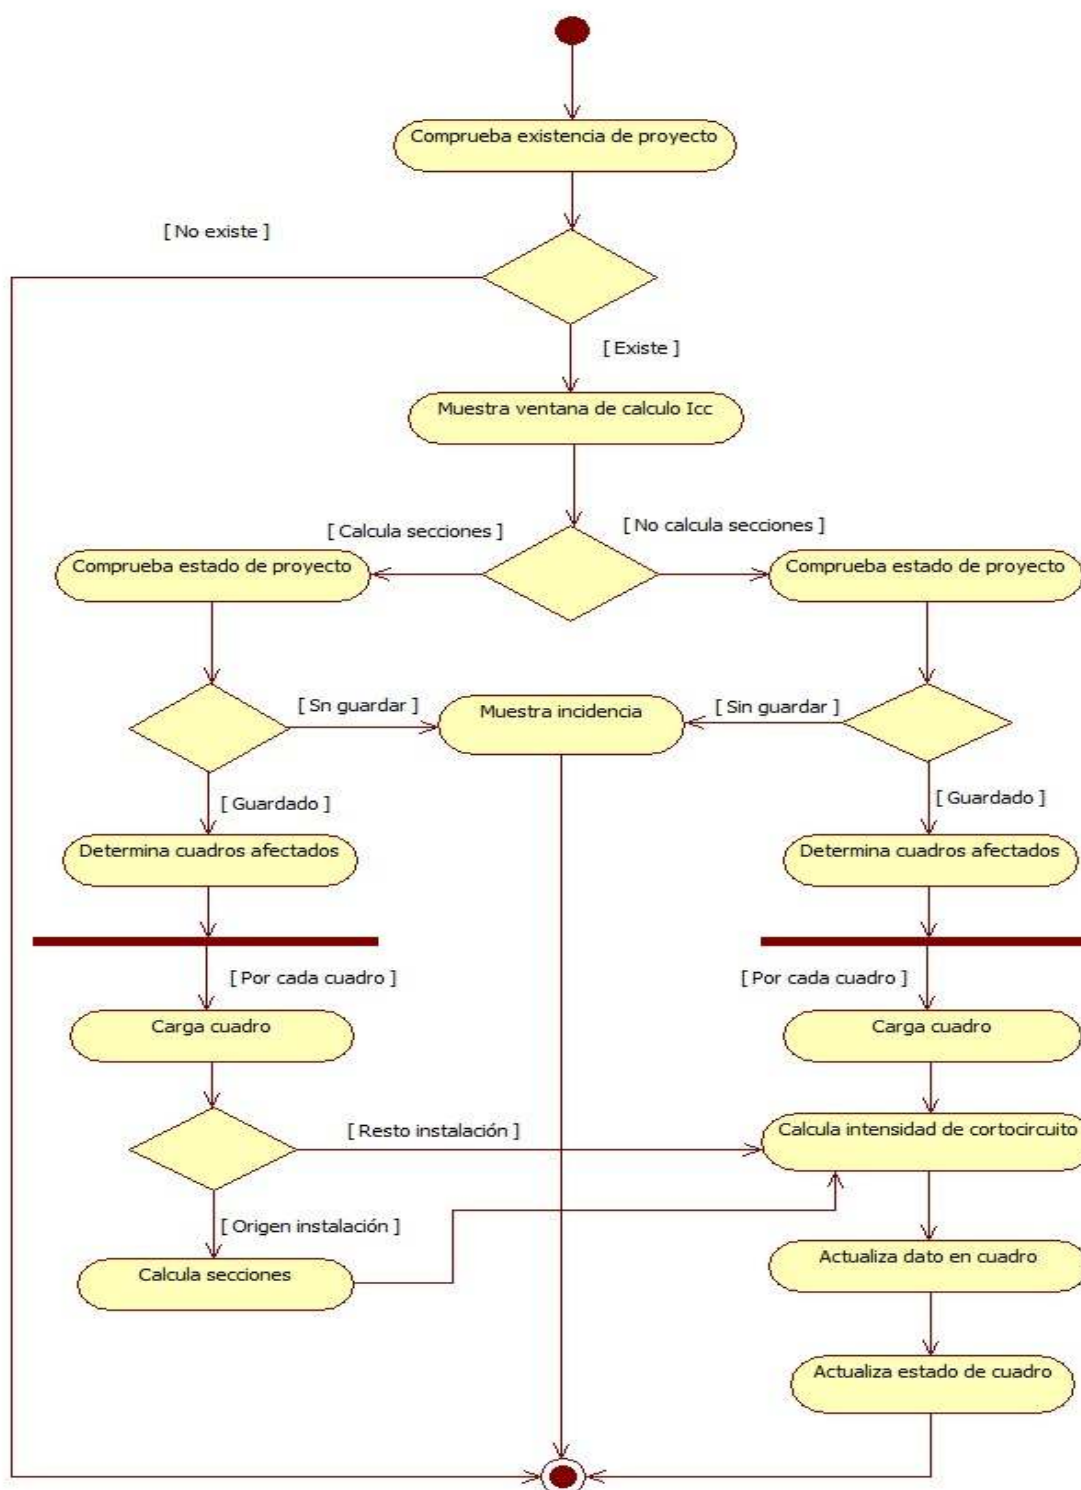 Comprueba existencia de proyecto
[ No existe ]
[ Existe ]
Muestra ventana de calculo Icc
[ Calcula secciones ]
[ No calcula secciones ]
Comprueba estado de proyecto
Comprueba estado de proyecto
[ Sn guardar ]
Muestra incidencia
[ Sin guardar ]
[ Guardado ]
[ Guardado ]
Determina cuadros afectados
Determina cuadros afectados
[ Por cada cuadro ]
[ Por cada cuadro ]
Carga cuadro
Carga cuadro
[ Resto instalación ]
Calcula intensidad de cortocircuito
[ Origen instalación ]
Calcula secciones
Actualiza dato en cuadro
Actualiza estado de cuadro